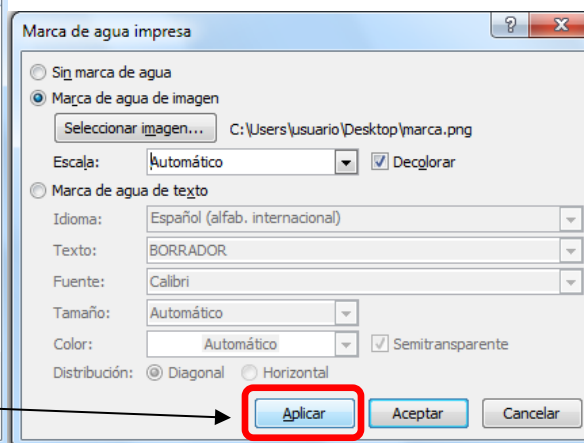 Marca de agua impresa
Sin marca de agua
Marca de agua de imagen
Seleccionar imagen... C:\Users\usuario\Desktop\marca.png
Escala: Automático Decolorar
Marca de agua de texto
Idioma: Español (alfab. internacional)
Texto: BORRADOR
Fuente: Calibri
Tamaño: Automático
Color: Automático Semitransparente
Distribución: Diagonal Horizontal
Aplicar Aceptar Cancelar